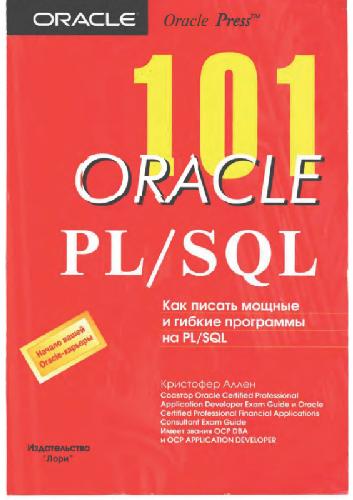 ORACLE
Oracle Press™
101
ORACLE
PL/SQL
Как писать мощные
и гибкие программы
на PL/SQL
Начало вашей
Oracle-карьеры
Кристофер Аллен
Соавтор Oracle Certified Professional
Application Developer Exam Guide и Oracle
Certified Professional Financial Applications
Consultant Exam Guide
Имеет звания OCP DBA
и OCP APPLICATION DEVELOPER
Издательство
"Лори"